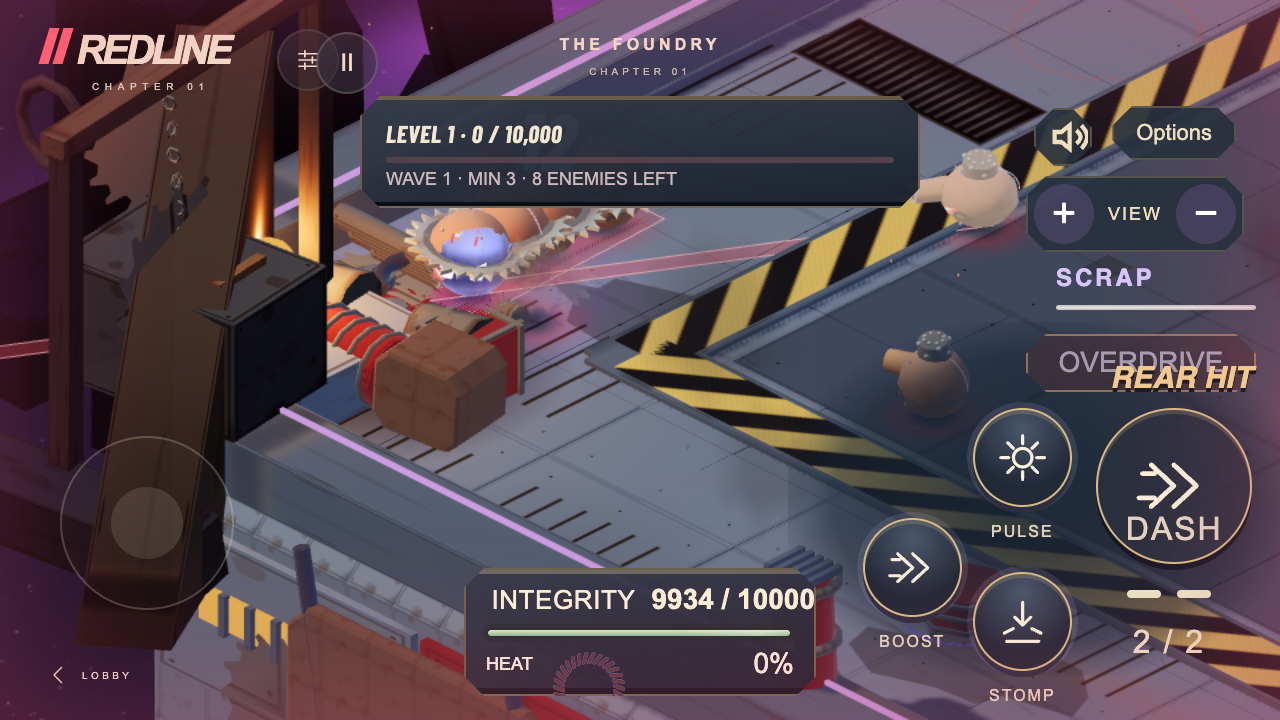 REDLINE
CHAPTER 01
THE FOUNDRY
CHAPTER 01
LEVEL 1 · 0 / 10,000
WAVE 1 · MIN 3 · 8 ENEMIES LEFT
Options
+ VIEW −
SCRAP
OVERDRIVE
REAR HIT
PULSE
DASH
BOOST
2 / 2
STOMP
INTEGRITY 9934 / 10000
HEAT 0%
LOBBY